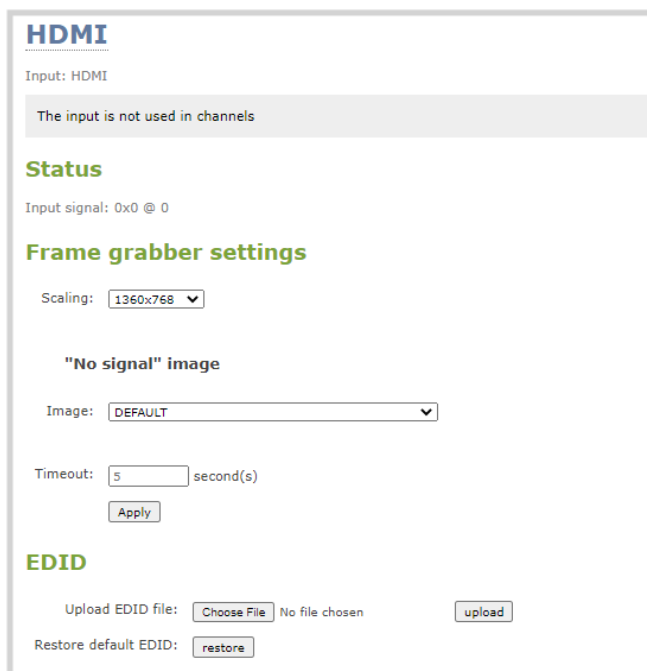 HDMI
Input: HDMI
The input is not used in channels
Status
Input signal: 0x0 @ 0
Frame grabber settings
Scaling: 1360x768
"No signal" image
Image: DEFAULT
Timeout: 5 second(s)
Apply
EDID
Upload EDID file: Choose File No file chosen upload
Restore default EDID: restore